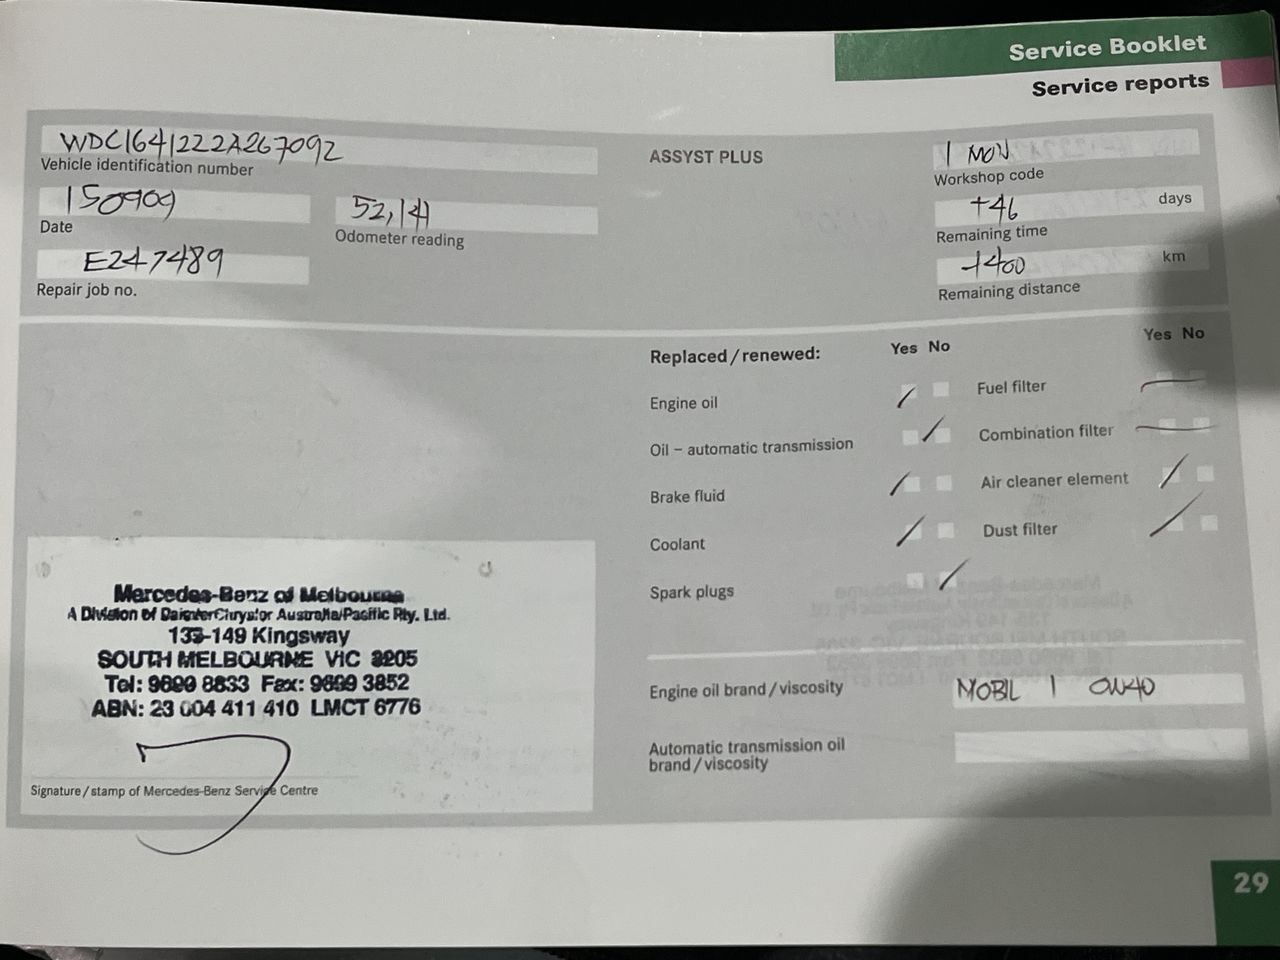 Service Booklet
Service reports
WDC1641222A267092
Vehicle identification number
150909
Date
52,141
Odometer reading
E247489
Repair job no.
ASSYST PLUS
1 MON
Workshop code
+46 days
Remaining time
+400 km
Remaining distance
Replaced / renewed: Yes No
Yes No
Engine oil
Fuel filter
Oil – automatic transmission
Combination filter
Brake fluid
Air cleaner element
Coolant
Dust filter
Spark plugs
Mercedes-Benz of Melbourne
A Division of DaimlerChrysler Australia/Pacific Pty. Ltd.
135-149 Kingsway
SOUTH MELBOURNE VIC 3205
Tel: 9690 8833 Fax: 9699 3852
ABN: 23 004 411 410 LMCT 6776
Signature / stamp of Mercedes-Benz Service Centre
Engine oil brand / viscosity
MOBIL 1 0W40
Automatic transmission oil
brand / viscosity
29